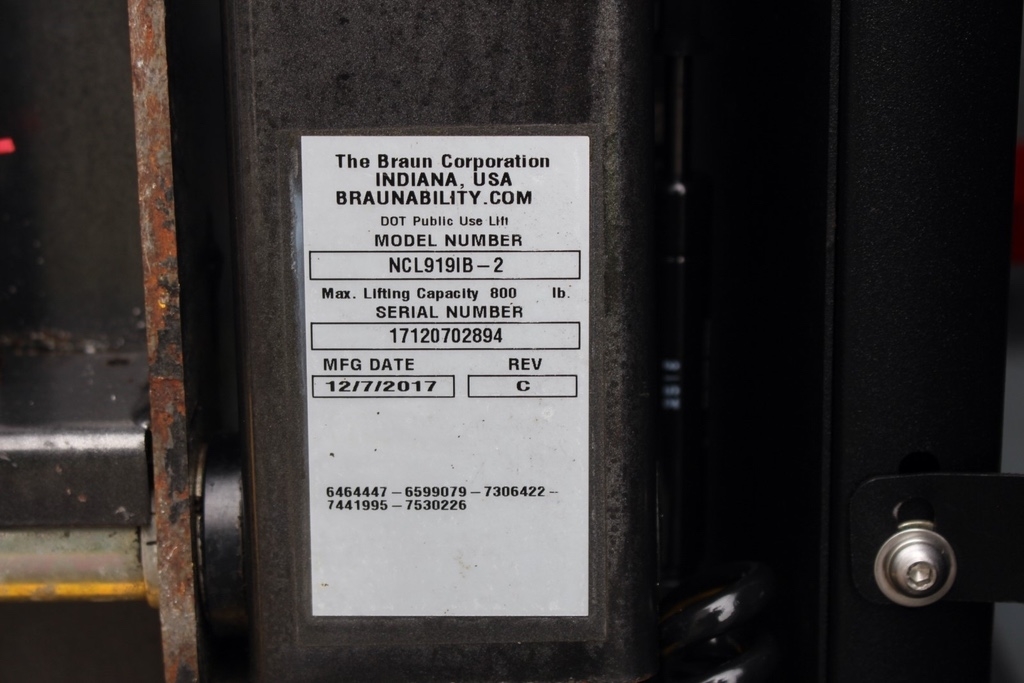 The Braun Corporation
INDIANA, USA
BRAUNABILITY.COM
DOT Public Use Lift
MODEL NUMBER
NCL919IB-2
Max. Lifting Capacity 800 lb.
SERIAL NUMBER
17120702894
MFG DATE REV
12/7/2017 C
6464447-6599079-7306422-
7441995-7530226